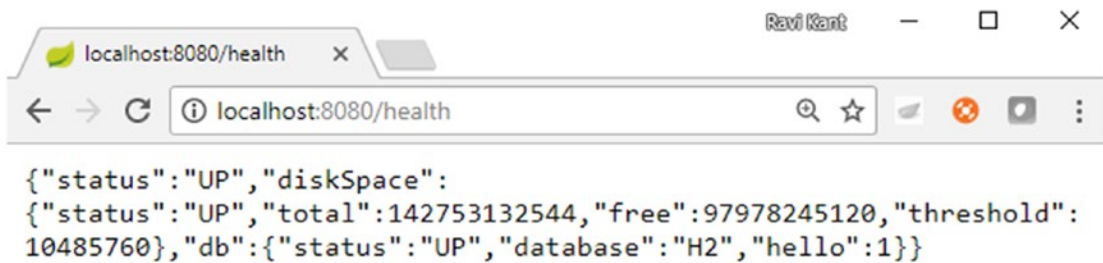 Ravi Kant
localhost:8080/health
localhost:8080/health
{"status":"UP","diskSpace":
{"status":"UP","total":142753132544,"free":97978245120,"threshold":
10485760},"db":{"status":"UP","database":"H2","hello":1}}